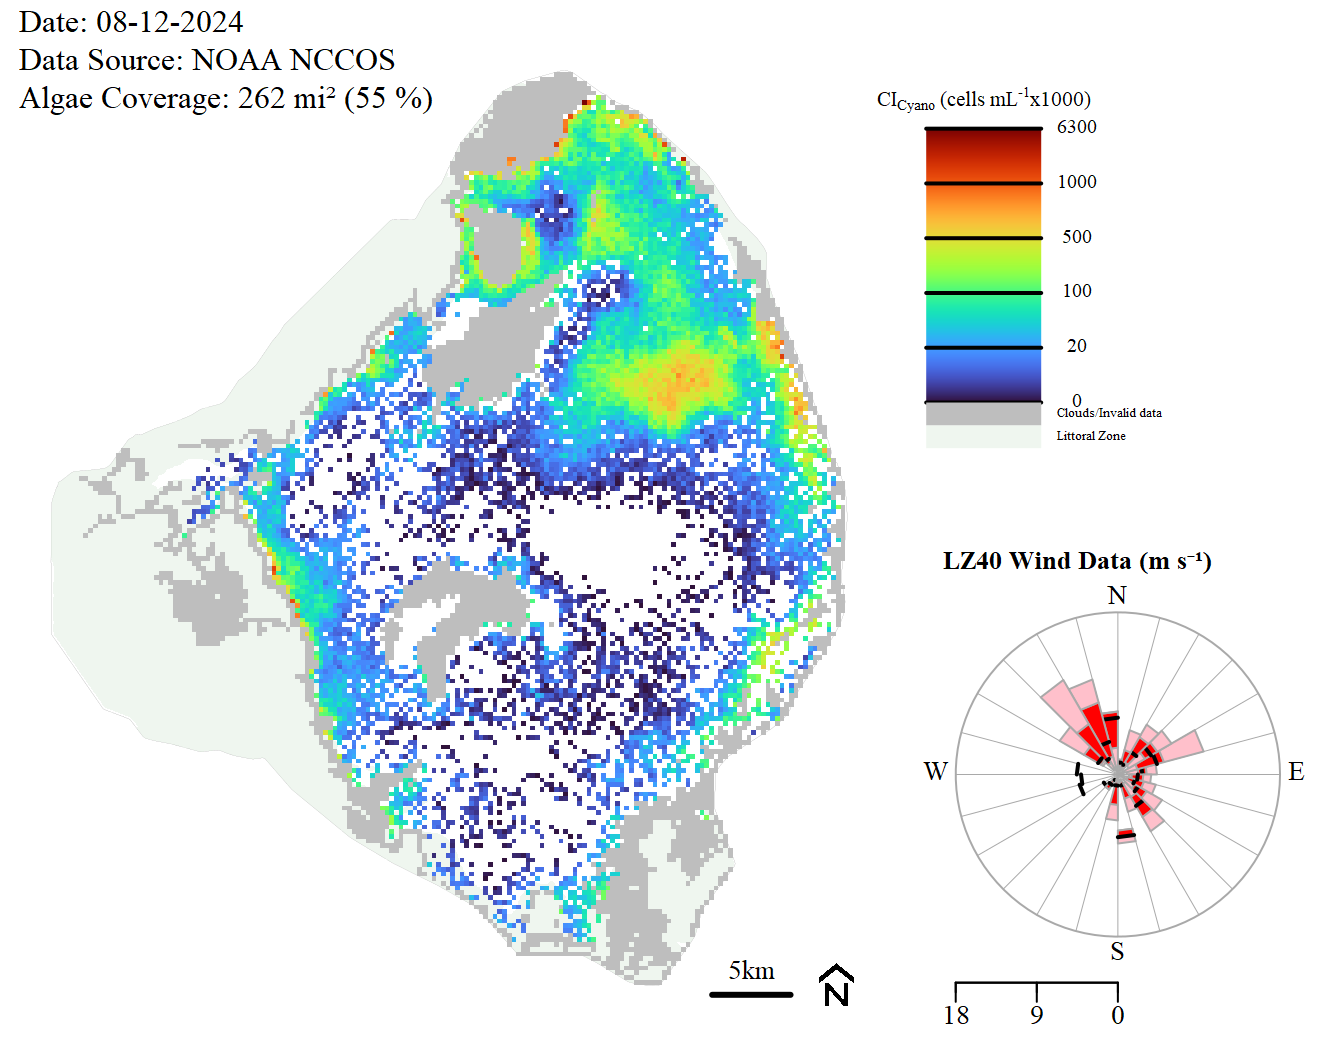 Date: 08-12-2024
Data Source: NOAA NCCOS
Algae Coverage: 262 mi² (55 %)
CI_Cyano (cells mL⁻¹x1000)
6300
1000
500
100
20
0
Clouds/Invalid data
Littoral Zone
LZ40 Wind Data (m s⁻¹)
N
W
E
S
5km
N
18
9
0